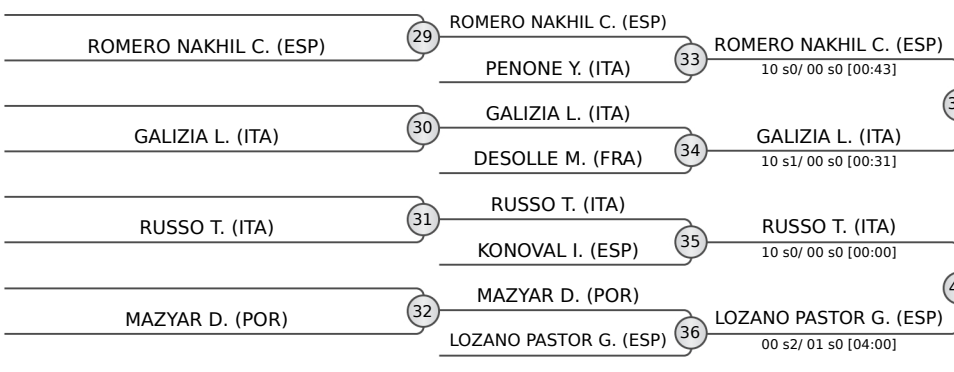 ROMERO NAKHIL C. (ESP)
29
ROMERO NAKHIL C. (ESP)
PENONE Y. (ITA)
33
ROMERO NAKHIL C. (ESP)
10 s0/ 00 s0 [00:43]
GALIZIA L. (ITA)
30
GALIZIA L. (ITA)
DESOLLE M. (FRA)
34
GALIZIA L. (ITA)
10 s1/ 00 s0 [00:31]
RUSSO T. (ITA)
31
RUSSO T. (ITA)
KONOVAL I. (ESP)
35
RUSSO T. (ITA)
10 s0/ 00 s0 [00:00]
MAZYAR D. (POR)
32
MAZYAR D. (POR)
LOZANO PASTOR G. (ESP)
36
LOZANO PASTOR G. (ESP)
00 s2/ 01 s0 [04:00]